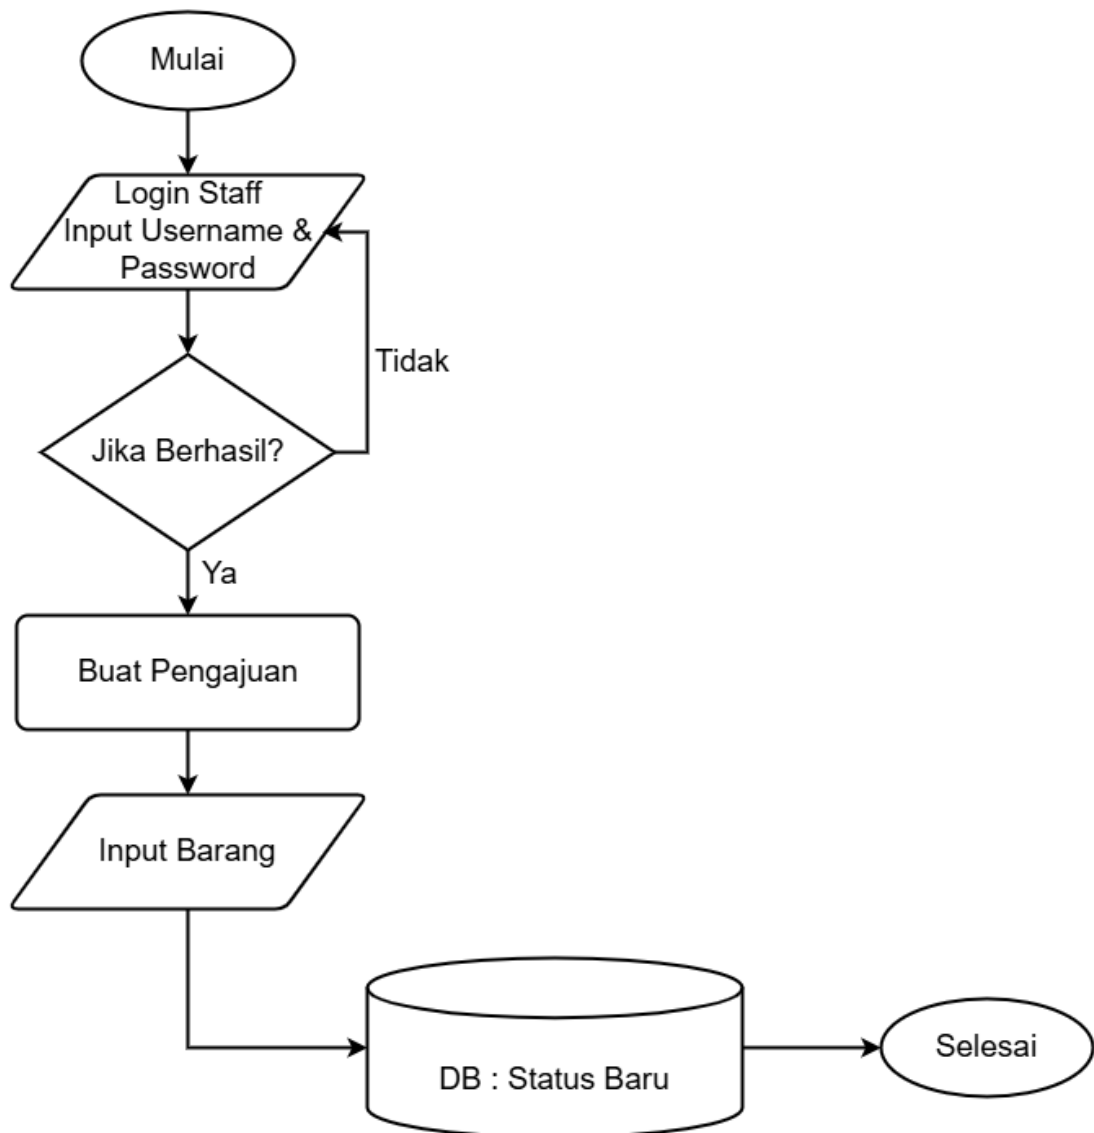 Mulai
Login Staff
Input Username &
Password
Tidak
Jika Berhasil?
Ya
Buat Pengajuan
Input Barang
DB : Status Baru
Selesai